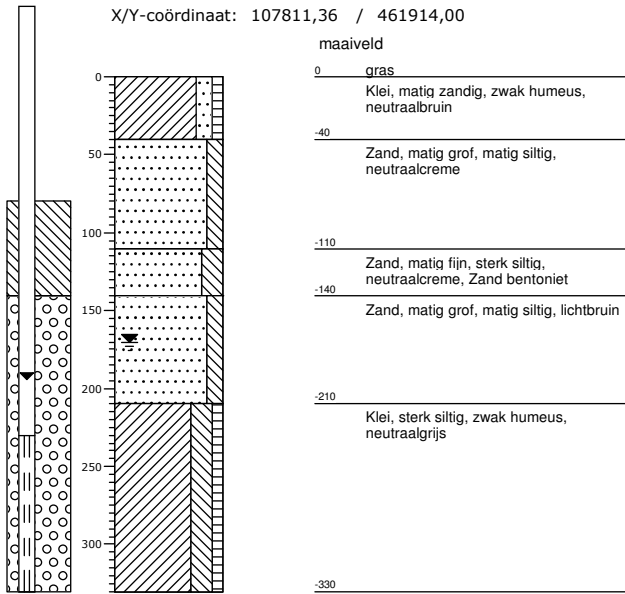 X/Y-coördinaat: 107811,36 / 461914,00
maaiveld
0
0 gras
Klei, matig zandig, zwak humeus,
neutraalbruin
-40
50
Zand, matig grof, matig siltig,
neutraalcreme
100
-110
Zand, matig fijn, sterk siltig,
neutraalcreme, Zand bentoniet
-140
150
Zand, matig grof, matig siltig, lichtbruin
200
-210
Klei, sterk siltig, zwak humeus,
neutraalgrijs
250
300
-330